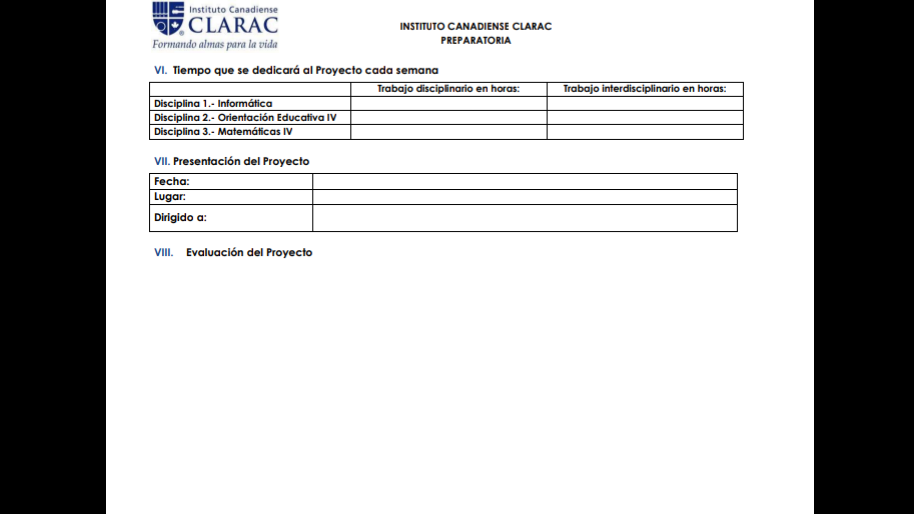 Instituto Canadiense
CLARAC
Formando almas para la vida
INSTITUTO CANADIENSE CLARAC
PREPARATORIA
VI. Tiempo que se dedicará al Proyecto cada semana
Trabajo disciplinario en horas: Trabajo interdisciplinario en horas:
Disciplina 1.- Informática
Disciplina 2.- Orientación Educativa IV
Disciplina 3.- Matemáticas IV
VII. Presentación del Proyecto
Fecha:
Lugar:
Dirigido a:
VIII. Evaluación del Proyecto